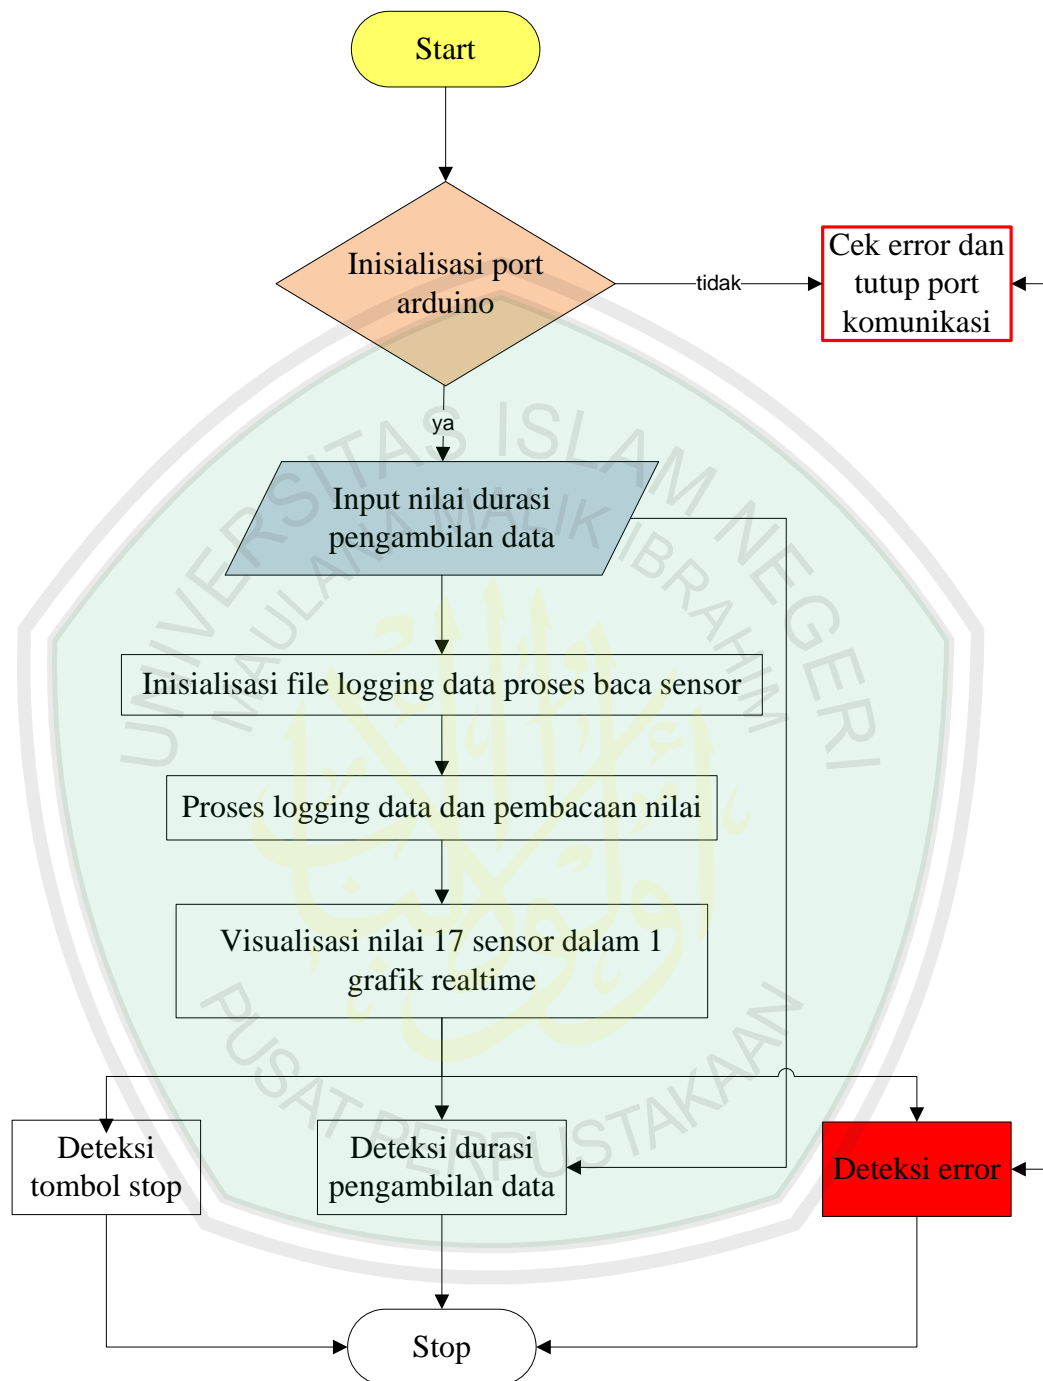 Start
Inisialisasi port
arduino
tidak
Cek error dan
tutup port
komunikasi
ya
Input nilai durasi
pengambilan data
Inisialisasi file logging data proses baca sensor
Proses logging data dan pembacaan nilai
Visualisasi nilai 17 sensor dalam 1
grafik realtime
Deteksi
tombol stop
Deteksi durasi
pengambilan data
Deteksi error
Stop
UNIVERSITAS ISLAM NEGERI
MAULANA MALIK IBRAHIM
PUSAT PERPUSTAKAAN